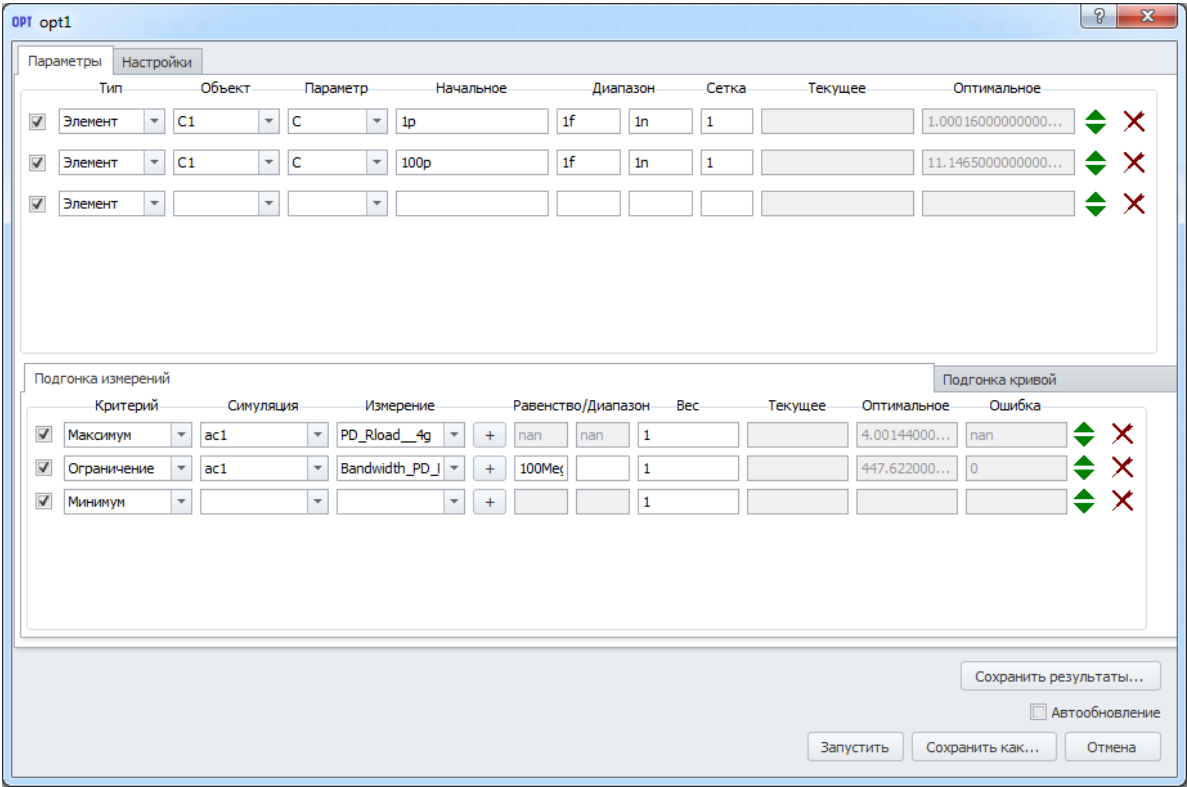 OPT opt1 ?
Параметры Настройки
Тип Объект Параметр Начальное Диапазон Сетка Текущее Оптимальное
Элемент C1 C 1p 1f 1n 1 1.00016000000000...
Элемент C1 C 100p 1f 1n 1 11.1465000000000...
Элемент
Подгонка измерений Подгонка кривой
Критерий Симуляция Измерение Равенство/Диапазон Вес Текущее Оптимальное Ошибка
Максимум ac1 PD_Rload__4g + nan nan 1 4.00144000... nan
Ограничение ac1 Bandwidth_PD_ + 100Meg 1 447.622000... 0
Минимум + 1
Сохранить результаты...
Автообновление
Запустить Сохранить как... Отмена